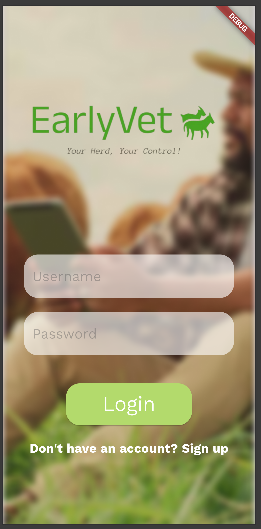 DEBUG
EarlyVet
Your Herd, Your Control!
Username
Password
Login
Don't have an account? Sign up